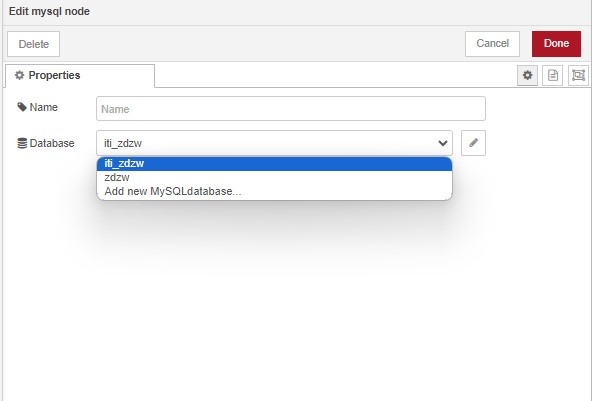 Edit mysql node
Delete
Cancel
Done
Properties
Name
Name
Database
iti_zdzw
iti_zdzw
zdzw
Add new MySQLdatabase...